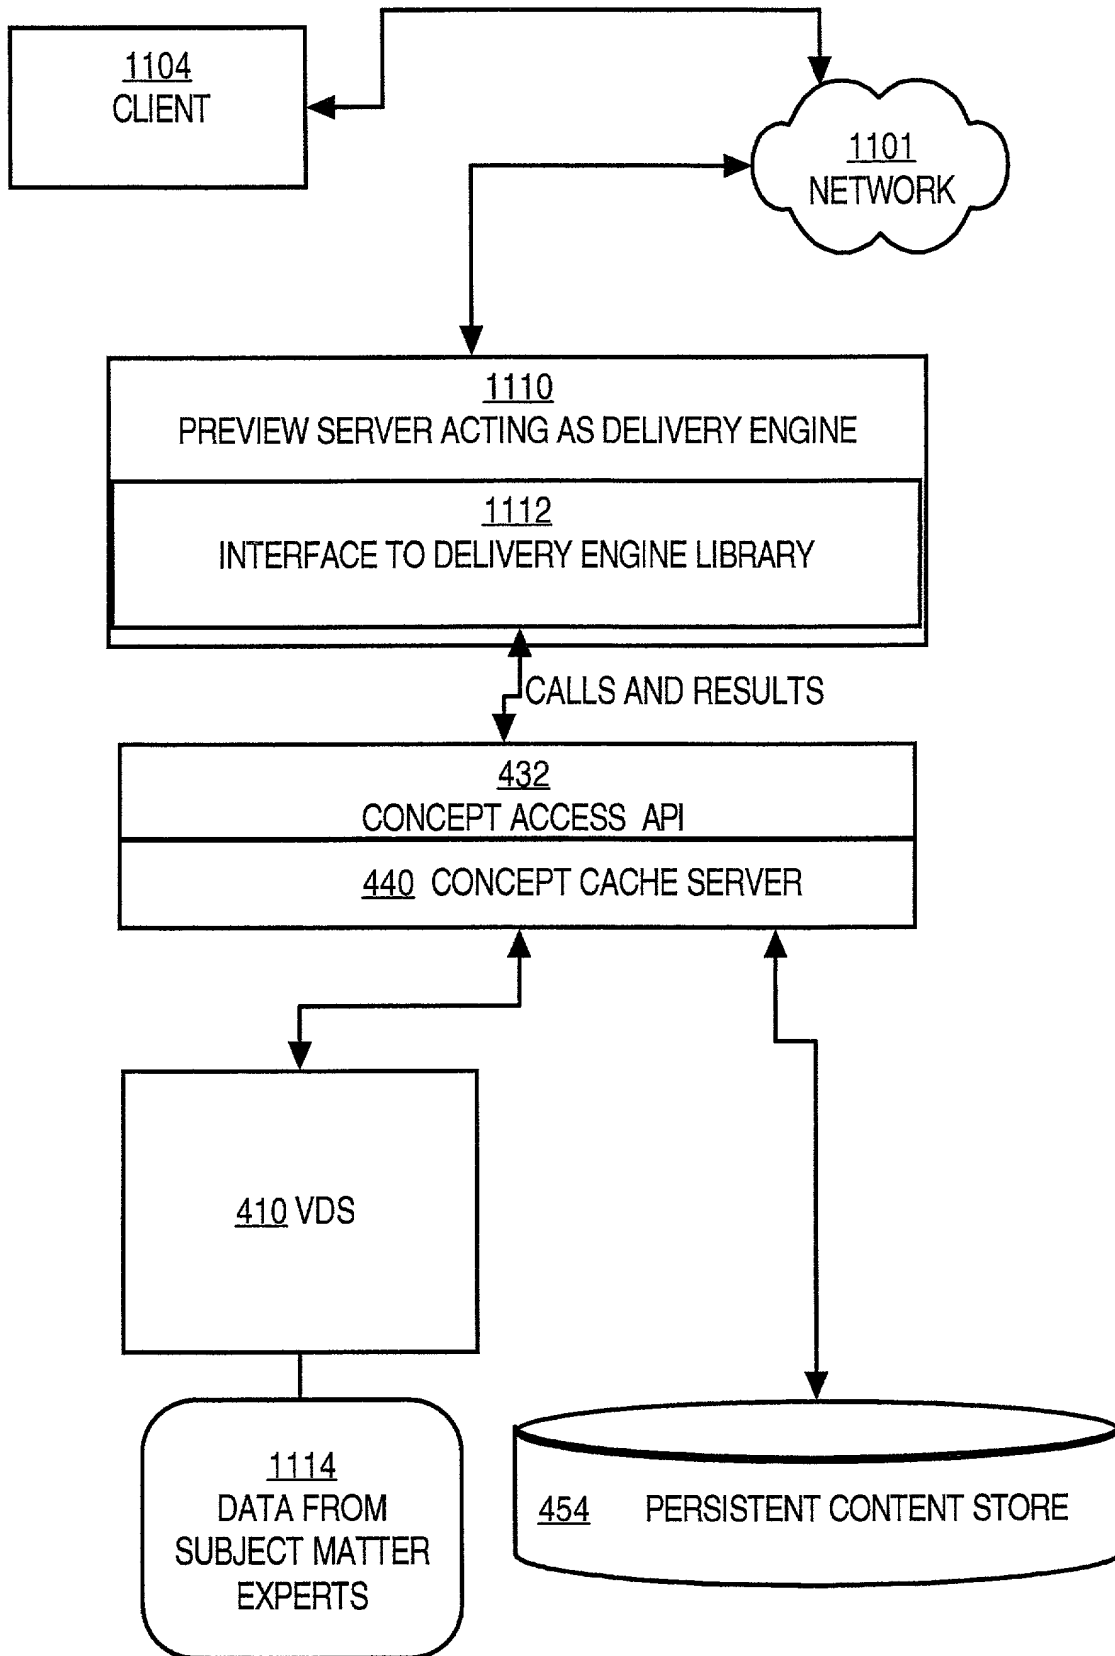 1104
CLIENT
1101
NETWORK
1110
PREVIEW SERVER ACTING AS DELIVERY ENGINE
1112
INTERFACE TO DELIVERY ENGINE LIBRARY
CALLS AND RESULTS
432
CONCEPT ACCESS API
440 CONCEPT CACHE SERVER
410 VDS
1114
DATA FROM
SUBJECT MATTER
EXPERTS
454 PERSISTENT CONTENT STORE